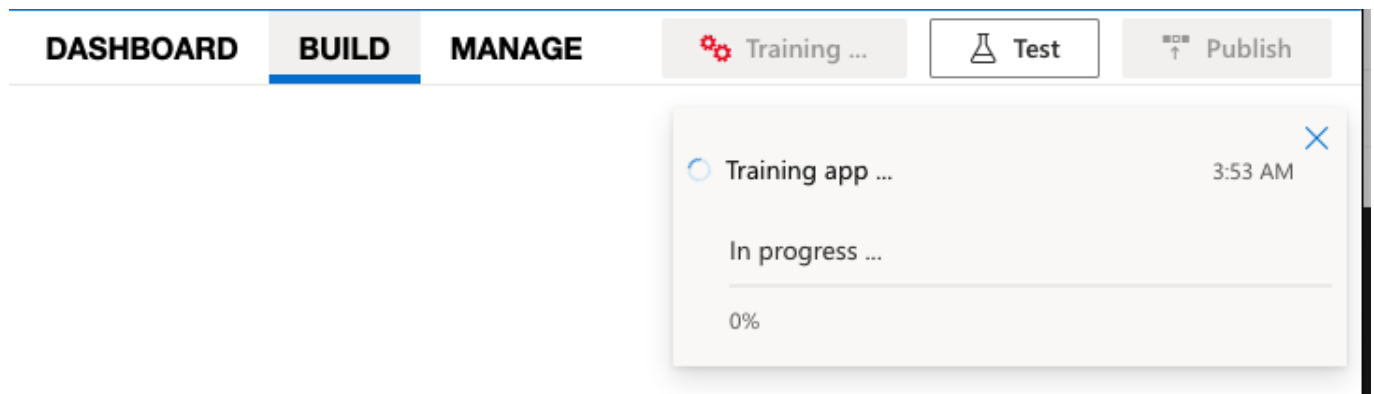 DASHBOARD BUILD MANAGE Training ... Test Publish
Training app ... 3:53 AM
In progress ...
0%